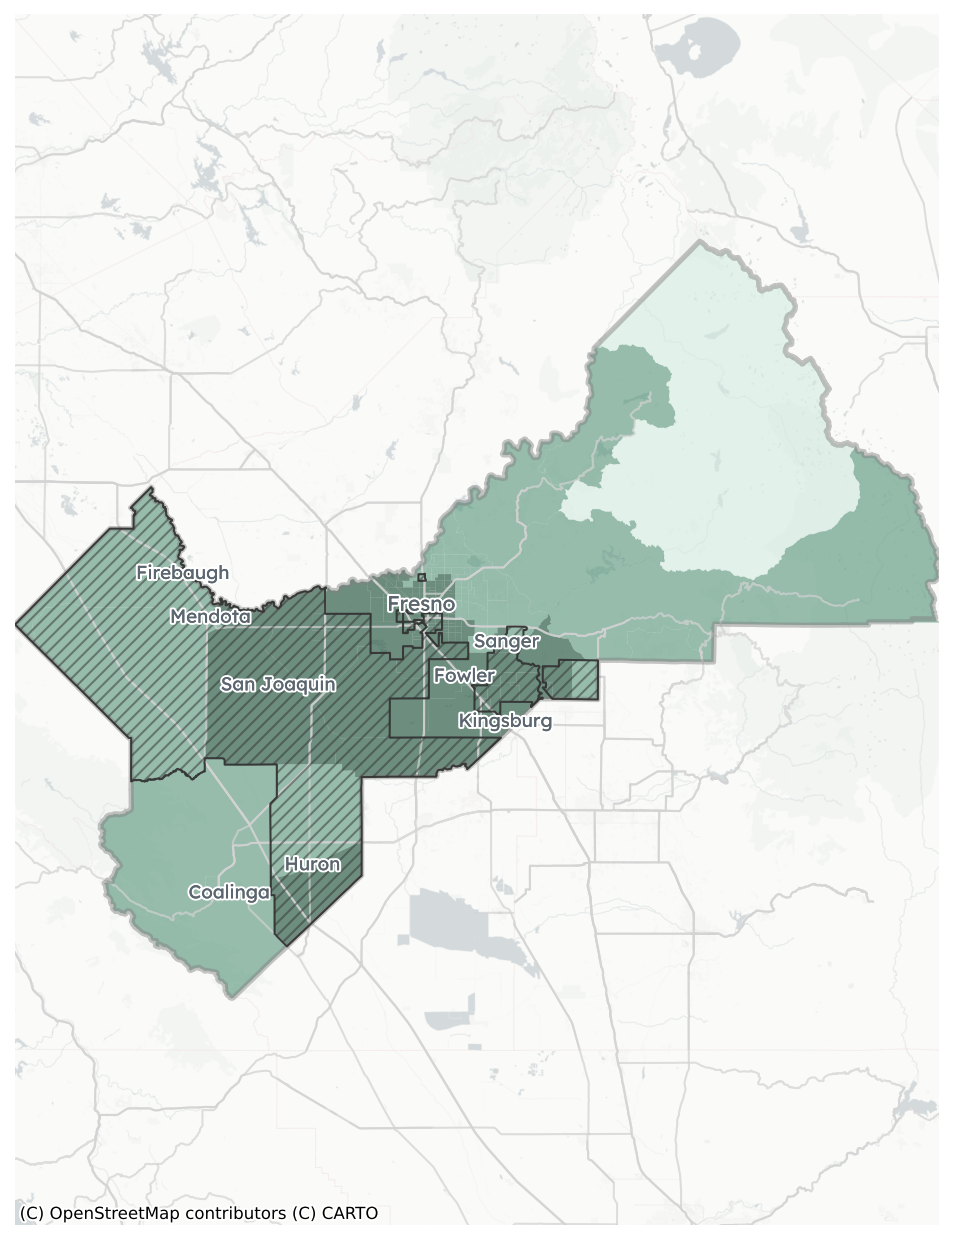 Firebaugh
Mendota
Fresno
Sanger
San Joaquin
Fowler
Kingsburg
Huron
Coalinga
(C) OpenStreetMap contributors (C) CARTO